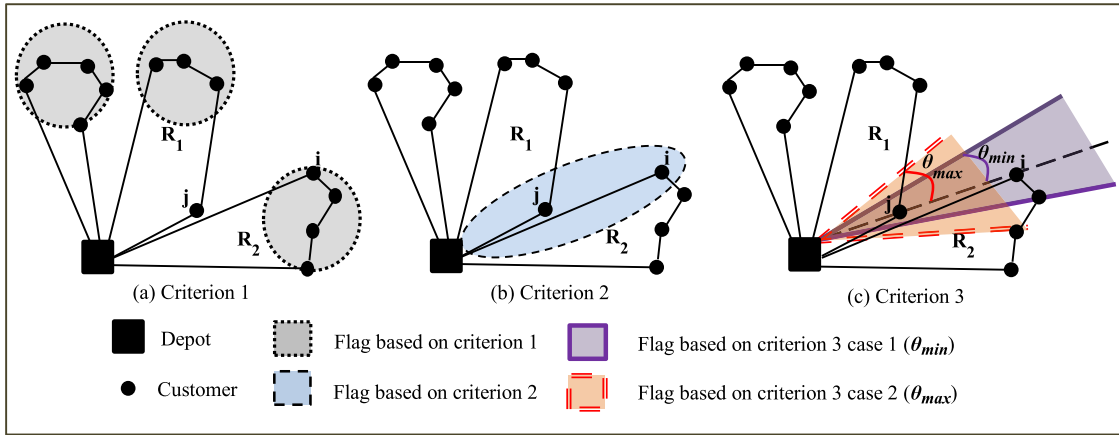 R1
i
j
R2
(a) Criterion 1
R1
i
j
R2
(b) Criterion 2
R1
θmax
θmin
i
j
R2
(c) Criterion 3
Depot
Flag based on criterion 1
Flag based on criterion 3 case 1 (θmin)
Customer
Flag based on criterion 2
Flag based on criterion 3 case 2 (θmax)